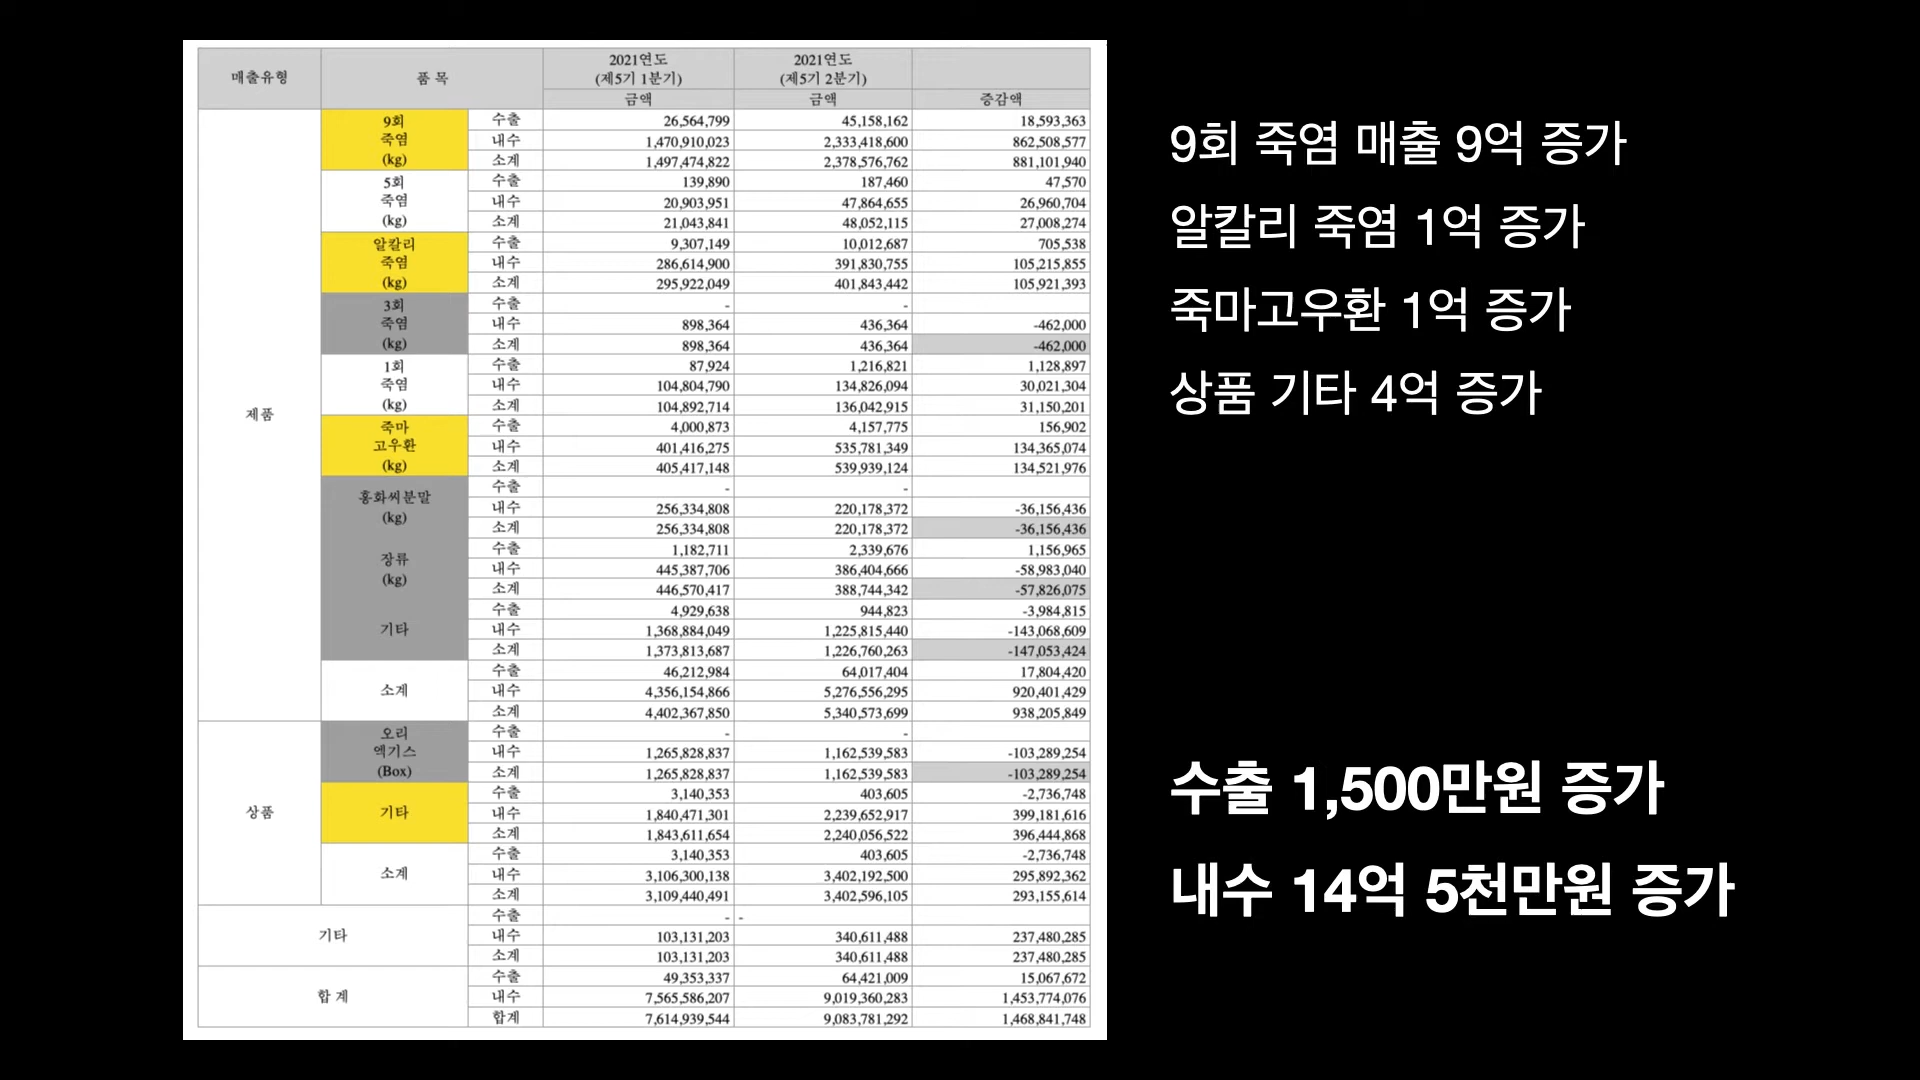 매출유형 품 목 2021연도 (제5기 1분기) 2021연도 (제5기 2분기)
금액 금액 증감액
제품
9회 죽염 (kg) 수출 26,564,799 45,158,162 18,593,363
내수 1,470,910,023 2,333,418,600 862,508,577
소계 1,497,474,822 2,378,576,762 881,101,940
5회 죽염 (kg) 수출 139,890 187,460 47,570
내수 20,903,951 47,864,655 26,960,704
소계 21,043,841 48,052,115 27,008,274
알칼리 죽염 (kg) 수출 9,307,149 10,012,687 705,538
내수 286,614,900 391,830,755 105,215,855
소계 295,922,049 401,843,442 105,921,393
3회 죽염 (kg) 수출 - -
내수 898,364 436,364 -462,000
소계 898,364 436,364 -462,000
1회 죽염 (kg) 수출 87,924 1,216,821 1,128,897
내수 104,804,790 134,826,094 30,021,304
소계 104,892,714 136,042,915 31,150,201
죽마 고우환 (kg) 수출 4,000,873 4,157,775 156,902
내수 401,416,275 535,781,349 134,365,074
소계 405,417,148 539,939,124 134,521,976
홍화씨분말 (kg) 수출 - -
내수 256,334,808 220,178,372 -36,156,436
소계 256,334,808 220,178,372 -36,156,436
장류 (kg) 수출 1,182,711 2,339,676 1,156,965
내수 445,387,706 386,404,666 -58,983,040
소계 446,570,417 388,744,342 -57,826,075
기타 수출 4,929,638 944,823 -3,984,815
내수 1,368,884,049 1,225,815,440 -143,068,609
소계 1,373,813,687 1,226,760,263 -147,053,424
소계 수출 46,212,984 64,017,404 17,804,420
내수 4,356,154,866 5,276,556,295 920,401,429
소계 4,402,367,850 5,340,573,699 938,205,849
상품
오리 엑기스 (Box) 수출 - -
내수 1,265,828,837 1,162,539,583 -103,289,254
소계 1,265,828,837 1,162,539,583 -103,289,254
기타 수출 3,140,353 403,605 -2,736,748
내수 1,840,471,301 2,239,652,917 399,181,616
소계 1,843,611,654 2,240,056,522 396,444,868
소계 수출 3,140,353 403,605 -2,736,748
내수 3,106,300,138 3,402,192,500 295,892,362
소계 3,109,440,491 3,402,596,105 293,155,614
기타 수출 - -
내수 103,131,203 340,611,488 237,480,285
소계 103,131,203 340,611,488 237,480,285
합 계 수출 49,353,337 64,421,009 15,067,672
내수 7,565,586,207 9,019,360,283 1,453,774,076
합계 7,614,939,544 9,083,781,292 1,468,841,748
9회 죽염 매출 9억 증가
알칼리 죽염 1억 증가
죽마고우환 1억 증가
상품 기타 4억 증가
수출 1,500만원 증가
내수 14억 5천만원 증가